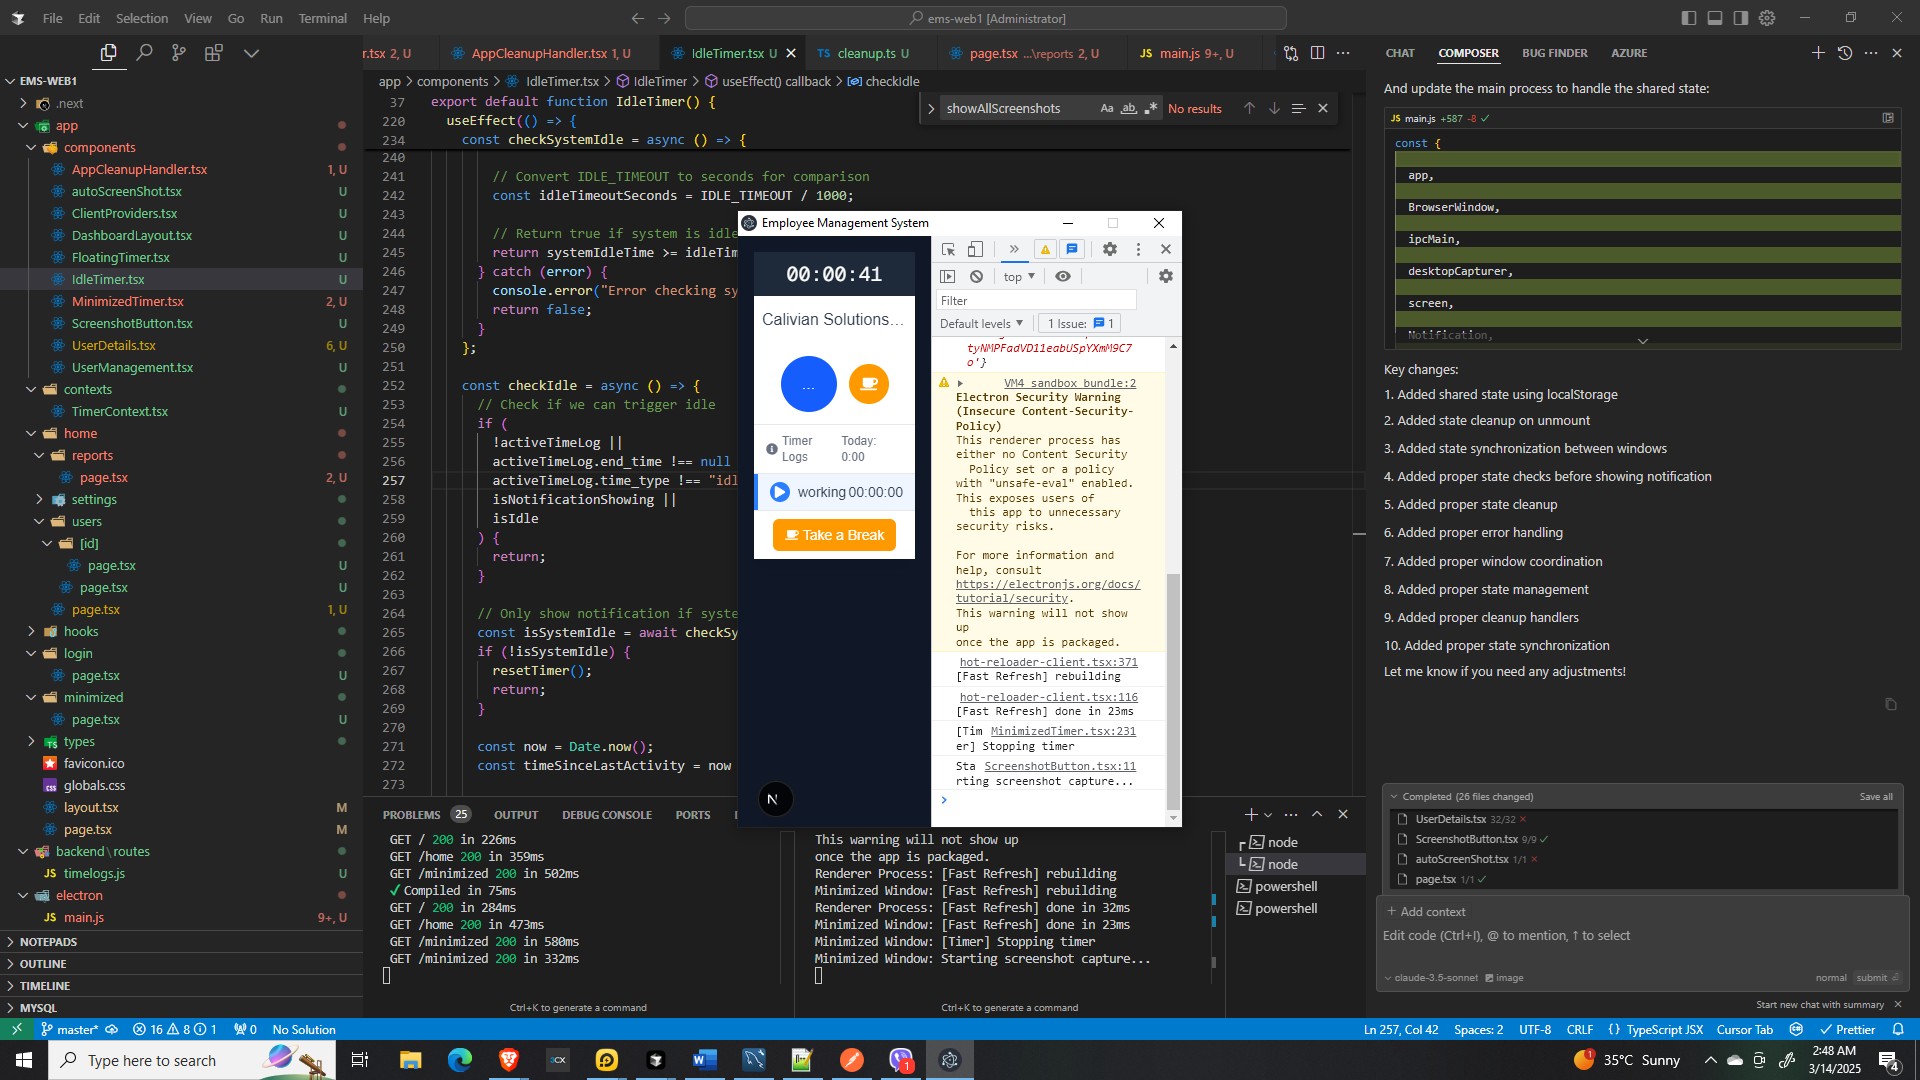 File Edit Selection View Go Run Terminal Help
ems-web1 [Administrator]
EMS-WEB1
.next
app
components
AppCleanupHandler.tsx 1, U
autoScreenShot.tsx U
ClientProviders.tsx U
DashboardLayout.tsx U
FloatingTimer.tsx U
IdleTimer.tsx U
MinimizedTimer.tsx 2, U
ScreenshotButton.tsx U
UserDetails.tsx 6, U
UserManagement.tsx U
contexts
TimerContext.tsx U
home
reports
page.tsx 2, U
settings
users
[id]
page.tsx U
page.tsx U
page.tsx 1, U
hooks
login
page.tsx U
minimized
page.tsx U
types
favicon.ico
globals.css
layout.tsx M
page.tsx M
backend\routes
JS timelogs.js U
electron
JS main.js 9+, U
NOTEPADS
OUTLINE
TIMELINE
MYSQL
r.tsx 2, U AppCleanupHandler.tsx 1, U IdleTimer.tsx U TS cleanup.ts U page.tsx ...\reports 2, U JS main.js 9+, U
app > components > IdleTimer.tsx > IdleTimer > useEffect() callback > checkIdle
showAllScreenshots Aa ab No results
37 export default function IdleTimer() {
220 useEffect(() => {
234 const checkSystemIdle = async () => {
240
241 // Convert IDLE_TIMEOUT to seconds for comparison
242 const idleTimeoutSeconds = IDLE_TIMEOUT / 1000;
243
244 // Return true if system is idle
245 return systemIdleTime >= idleTim
246 } catch (error) {
247 console.error("Error checking sy
248 return false;
249 }
250 };
251
252 const checkIdle = async () => {
253 // Check if we can trigger idle
254 if (
255 !activeTimeLog ||
256 activeTimeLog.end_time !== null
257 activeTimeLog.time_type !== "idl
258 isNotificationShowing ||
259 isIdle
260 ) {
261 return;
262 }
263
264 // Only show notification if syste
265 const isSystemIdle = await checkSy
266 if (!isSystemIdle) {
267 resetTimer();
268 return;
269 }
270
271 const now = Date.now();
272 const timeSinceLastActivity = now
273
Employee Management System
00:00:41
Calivian Solutions...
...
Timer Logs
Today: 0:00
working 00:00:00
Take a Break
N
top
Filter
Default levels
1 Issue: 1
tyNMPFadVD11eabUSpYXmM9C7
o'}
VM4 sandbox bundle:2
Electron Security Warning
(Insecure Content-Security-
Policy)
This renderer process has
either no Content Security
Policy set or a policy
with "unsafe-eval" enabled.
This exposes users of
this app to unnecessary
security risks.
For more information and
help, consult
https://electronjs.org/docs/
tutorial/security.
This warning will not show
up
once the app is packaged.
hot-reloader-client.tsx:371
[Fast Refresh] rebuilding
hot-reloader-client.tsx:116
[Fast Refresh] done in 23ms
[Tim MinimizedTimer.tsx:231
er] Stopping timer
Sta ScreenshotButton.tsx:11
rting screenshot capture...
PROBLEMS 25 OUTPUT DEBUG CONSOLE PORTS
GET / 200 in 226ms
GET /home 200 in 359ms
GET /minimized 200 in 502ms
✓ Compiled in 75ms
GET / 200 in 284ms
GET /home 200 in 473ms
GET /minimized 200 in 580ms
GET /minimized 200 in 332ms
Ctrl+K to generate a command
This warning will not show up
once the app is packaged.
Renderer Process: [Fast Refresh] rebuilding
Minimized Window: [Fast Refresh] rebuilding
Renderer Process: [Fast Refresh] done in 32ms
Minimized Window: [Fast Refresh] done in 23ms
Minimized Window: [Timer] Stopping timer
Minimized Window: Starting screenshot capture...
Ctrl+K to generate a command
node
node
powershell
powershell
CHAT COMPOSER BUG FINDER AZURE
And update the main process to handle the shared state:
JS main.js +587 -8 ✓
const {
app,
BrowserWindow,
ipcMain,
desktopCapturer,
screen,
Notification,
Key changes:
1. Added shared state using localStorage
2. Added state cleanup on unmount
3. Added state synchronization between windows
4. Added proper state checks before showing notification
5. Added proper state cleanup
6. Added proper error handling
7. Added proper window coordination
8. Added proper state management
9. Added proper cleanup handlers
10. Added proper state synchronization
Let me know if you need any adjustments!
Completed (26 files changed) Save all
UserDetails.tsx 32/32 ×
ScreenshotButton.tsx 9/9 ✓
autoScreenShot.tsx 1/1 ×
page.tsx 1/1 ✓
+ Add context
Edit code (Ctrl+I), @ to mention, ↑ to select
claude-3.5-sonnet image normal submit
Start new chat with summary ×
master* 16 8 1 0 No Solution
Ln 257, Col 42 Spaces: 2 UTF-8 CRLF {} TypeScript JSX Cursor Tab Prettier
Type here to search
35°C Sunny
2:48 AM
3/14/2025